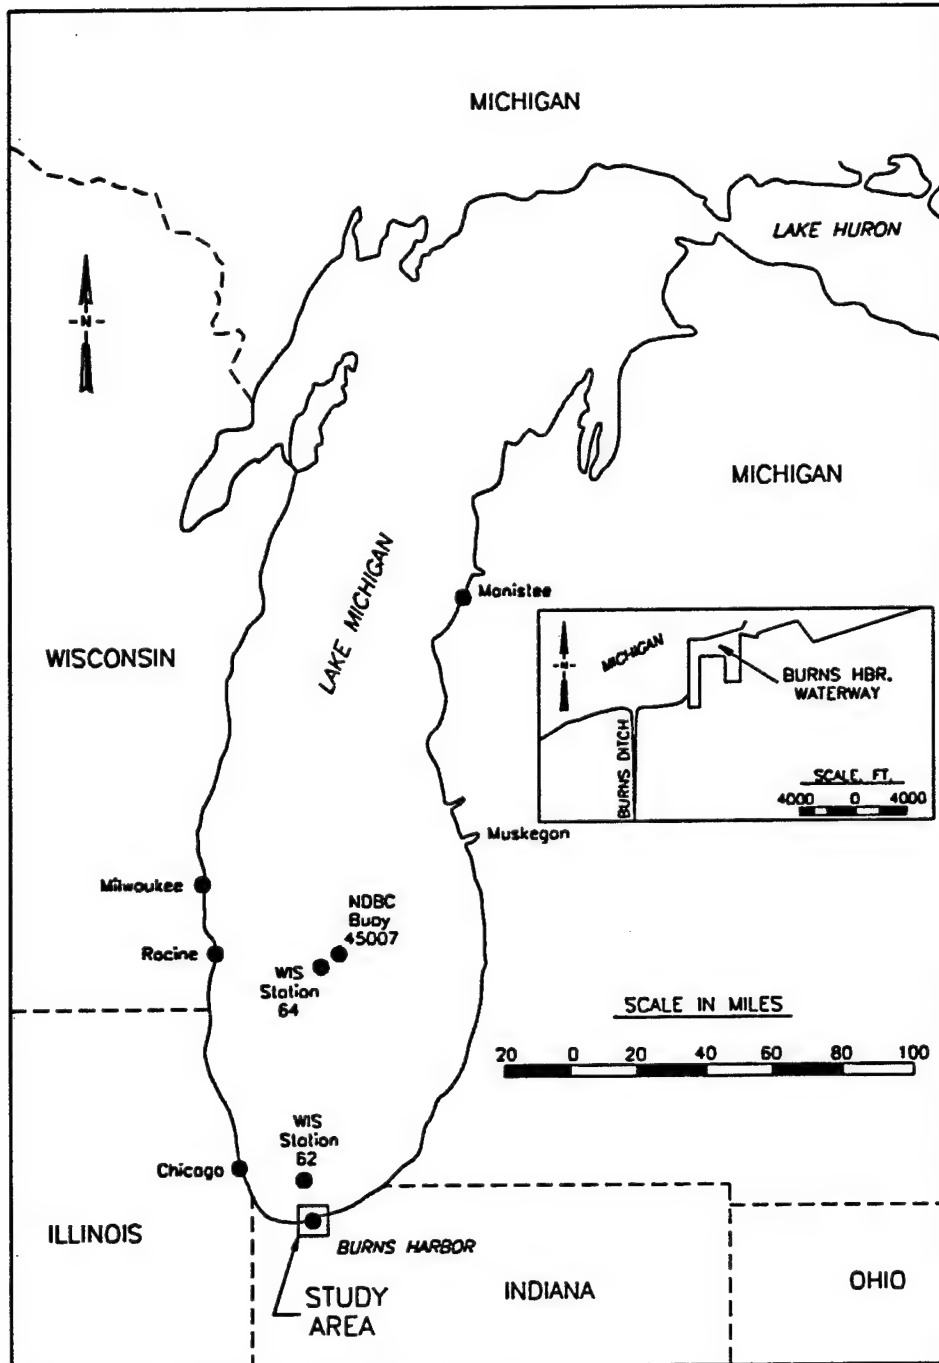 MICHIGAN
LAKE HURON
-N-
MICHIGAN
LAKE MICHIGAN
Manistee
WISCONSIN
-N-
MICHIGAN
BURNS HBR.
WATERWAY
BURNS DITCH
SCALE, FT.
4000 0 4000
Muskegon
Milwaukee
NDBC
Buoy
45007
Racine
WIS
Station
64
SCALE IN MILES
20 0 20 40 60 80 100
WIS
Station
62
Chicago
ILLINOIS
BURNS HARBOR
INDIANA
OHIO
STUDY
AREA